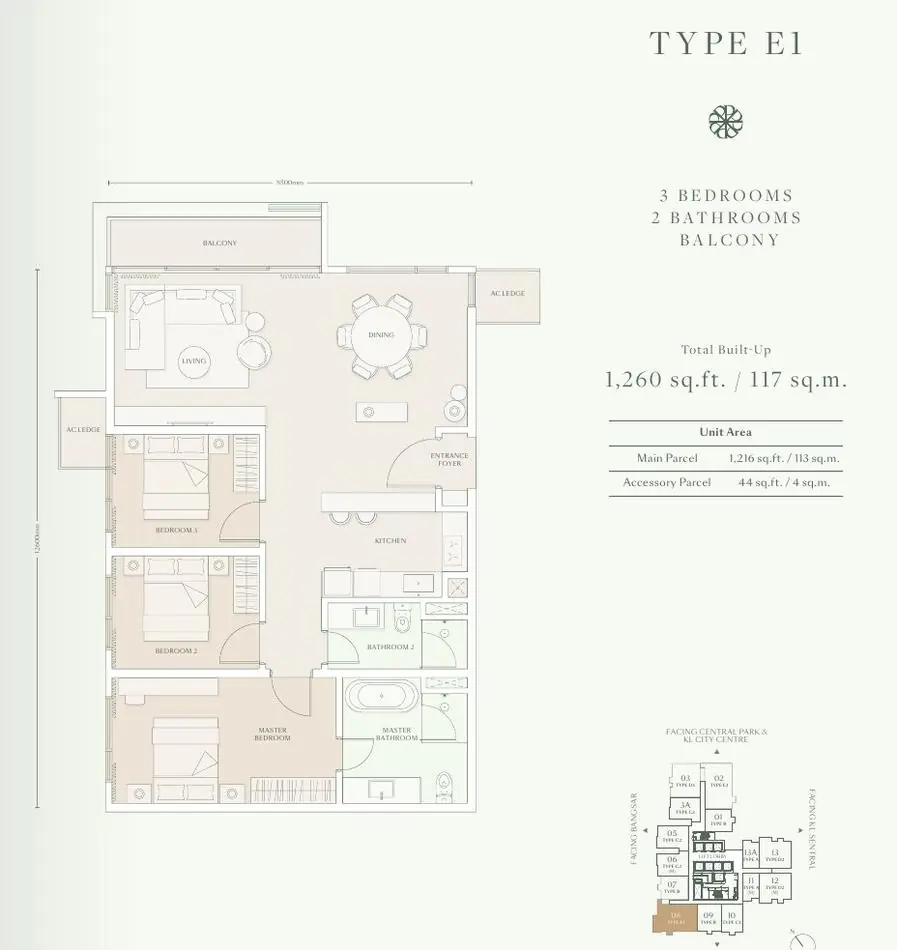 TYPE E1
3 BEDROOMS
2 BATHROOMS
BALCONY
Total Built-Up
1,260 sq.ft. / 117 sq.m.
Unit Area
Main Parcel 1,216 sq.ft. / 113 sq.m.
Accessory Parcel 44 sq.ft. / 4 sq.m.
BALCONY
AC LEDGE
DINING
LIVING
AC LEDGE
ENTRANCE
FOYER
BEDROOM 3
KITCHEN
12600mm
BEDROOM 2
BATHROOM 2
MASTER
BEDROOM
MASTER
BATHROOM
FACING CENTRAL PARK &
KL CITY CENTRE
FACING BANGSAR
FACING KL SENTRAL
03
02
3A
01
05
LIFT LOBBY
13A
13
06
07
11
12
08
09
10
N